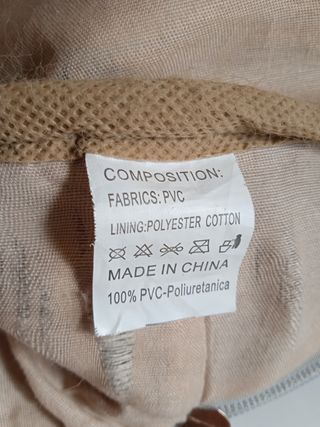 COMPOSITION:
FABRICS: PVC
LINING:POLYESTER COTTON
MADE IN CHINA
100% PVC-Poliuretanica